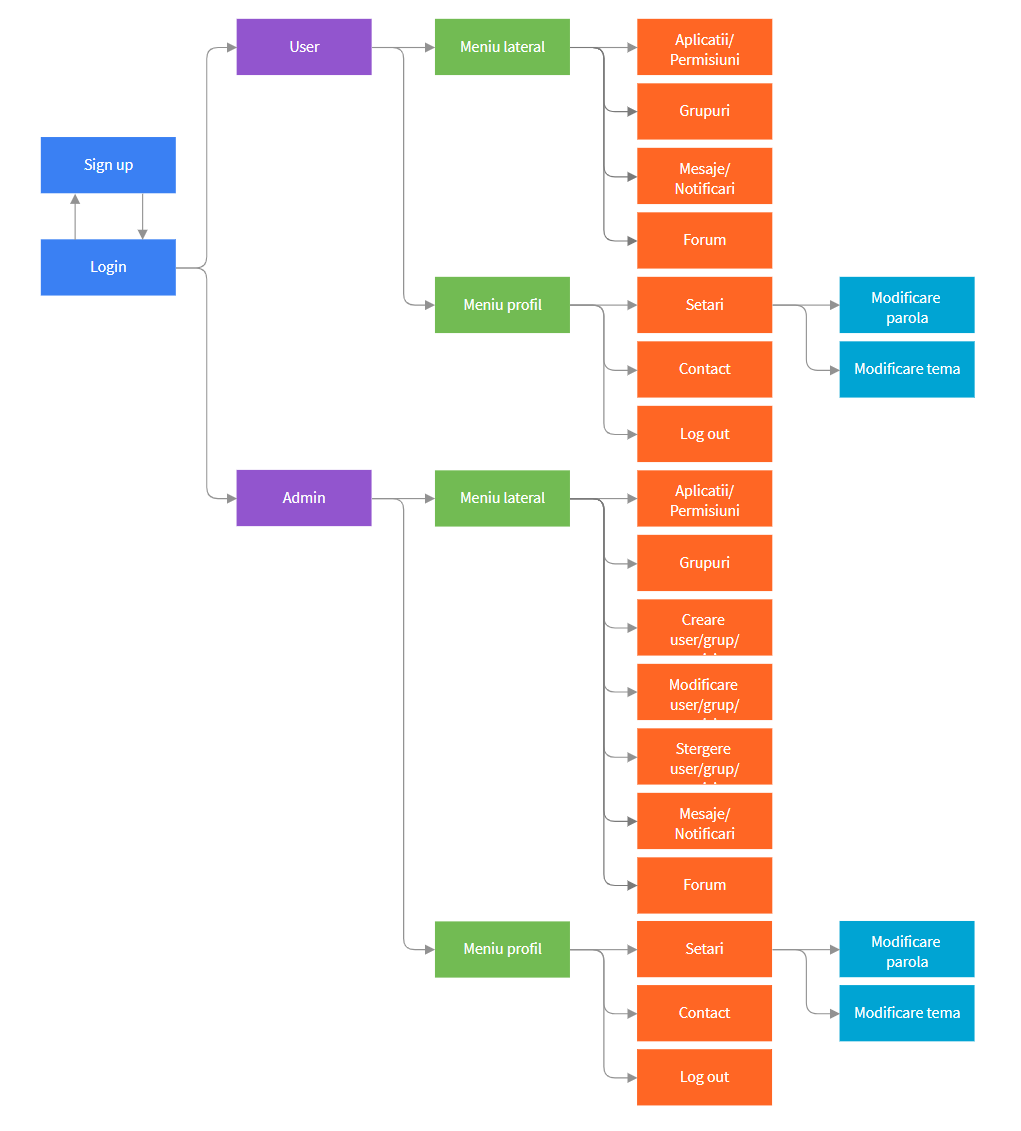 User
Meniu lateral
Aplicatii/
Permisiuni
Grupuri
Sign up
Mesaje/
Notificari
Forum
Login
Meniu profil
Setari
Modificare
parola
Contact
Modificare tema
Log out
Admin
Meniu lateral
Aplicatii/
Permisiuni
Grupuri
Creare
user/grup/
Modificare
user/grup/
Stergere
user/grup/
Mesaje/
Notificari
Forum
Meniu profil
Setari
Modificare
parola
Contact
Modificare tema
Log out